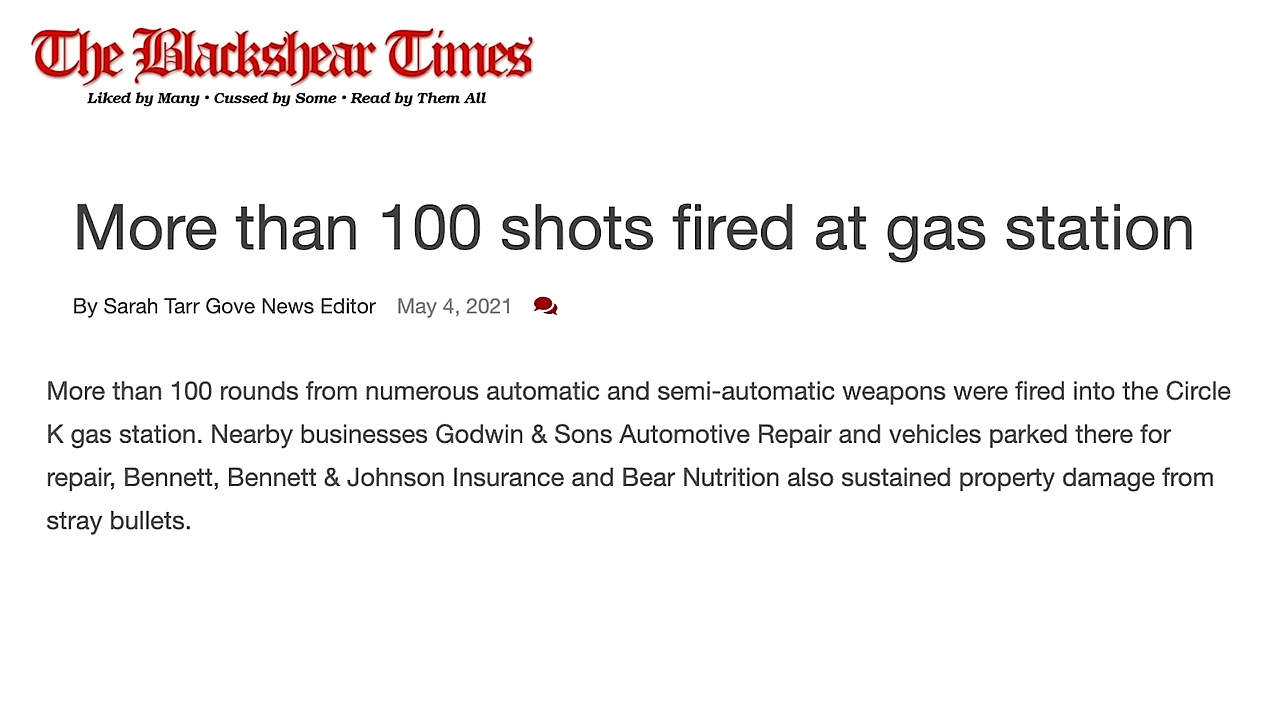 The Blackshear Times
Liked by Many • Cussed by Some • Read by Them All
More than 100 shots fired at gas station
By Sarah Tarr Gove News Editor May 4, 2021
More than 100 rounds from numerous automatic and semi-automatic weapons were fired into the Circle
K gas station. Nearby businesses Godwin & Sons Automotive Repair and vehicles parked there for
repair, Bennett, Bennett & Johnson Insurance and Bear Nutrition also sustained property damage from
stray bullets.